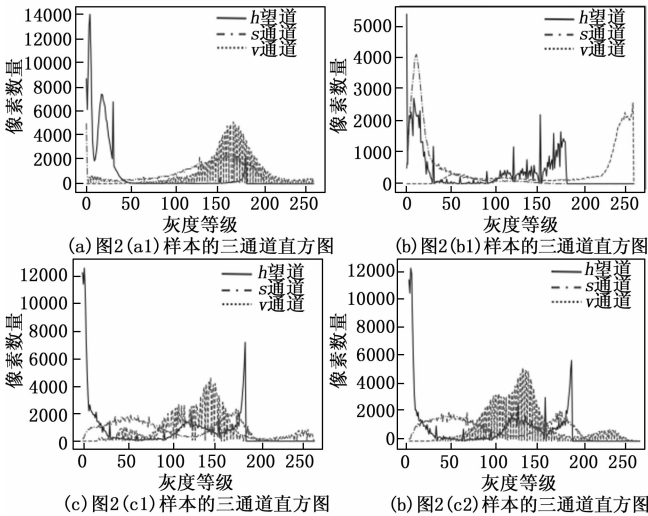 14000
12000
10000
8000
6000
4000
2000
0
像素数量
h望道
s通道
v通道
0 50 100 150 200 250
灰度等级
(a)图2(a1)样本的三通道直方图
5000
4000
3000
2000
1000
0
像素数量
h望道
s通道
v通道
0 50 100 150 200 250
灰度等级
(b)图2(b1)样本的三通道直方图
12000
10000
8000
6000
4000
2000
0
像素数量
h望道
s通道
v通道
0 50 100 150 200 250
灰度等级
(c)图2(c1)样本的三通道直方图
12000
10000
8000
6000
4000
2000
0
像素数量
h望道
s通道
v通道
0 50 100 150 200 250
灰度等级
(b)图2(c2)样本的三通道直方图